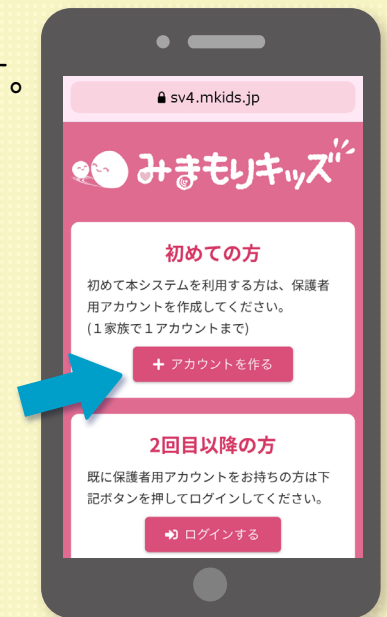 。
sv4.mkids.jp
みまもりキッズ
初めての方
初めて本システムを利用する方は、保護者
用アカウントを作成してください。
(１家族で１アカウントまで)
+ アカウントを作る
2回目以降の方
既に保護者用アカウントをお持ちの方は下
記ボタンを押してログインしてください。
ログインする